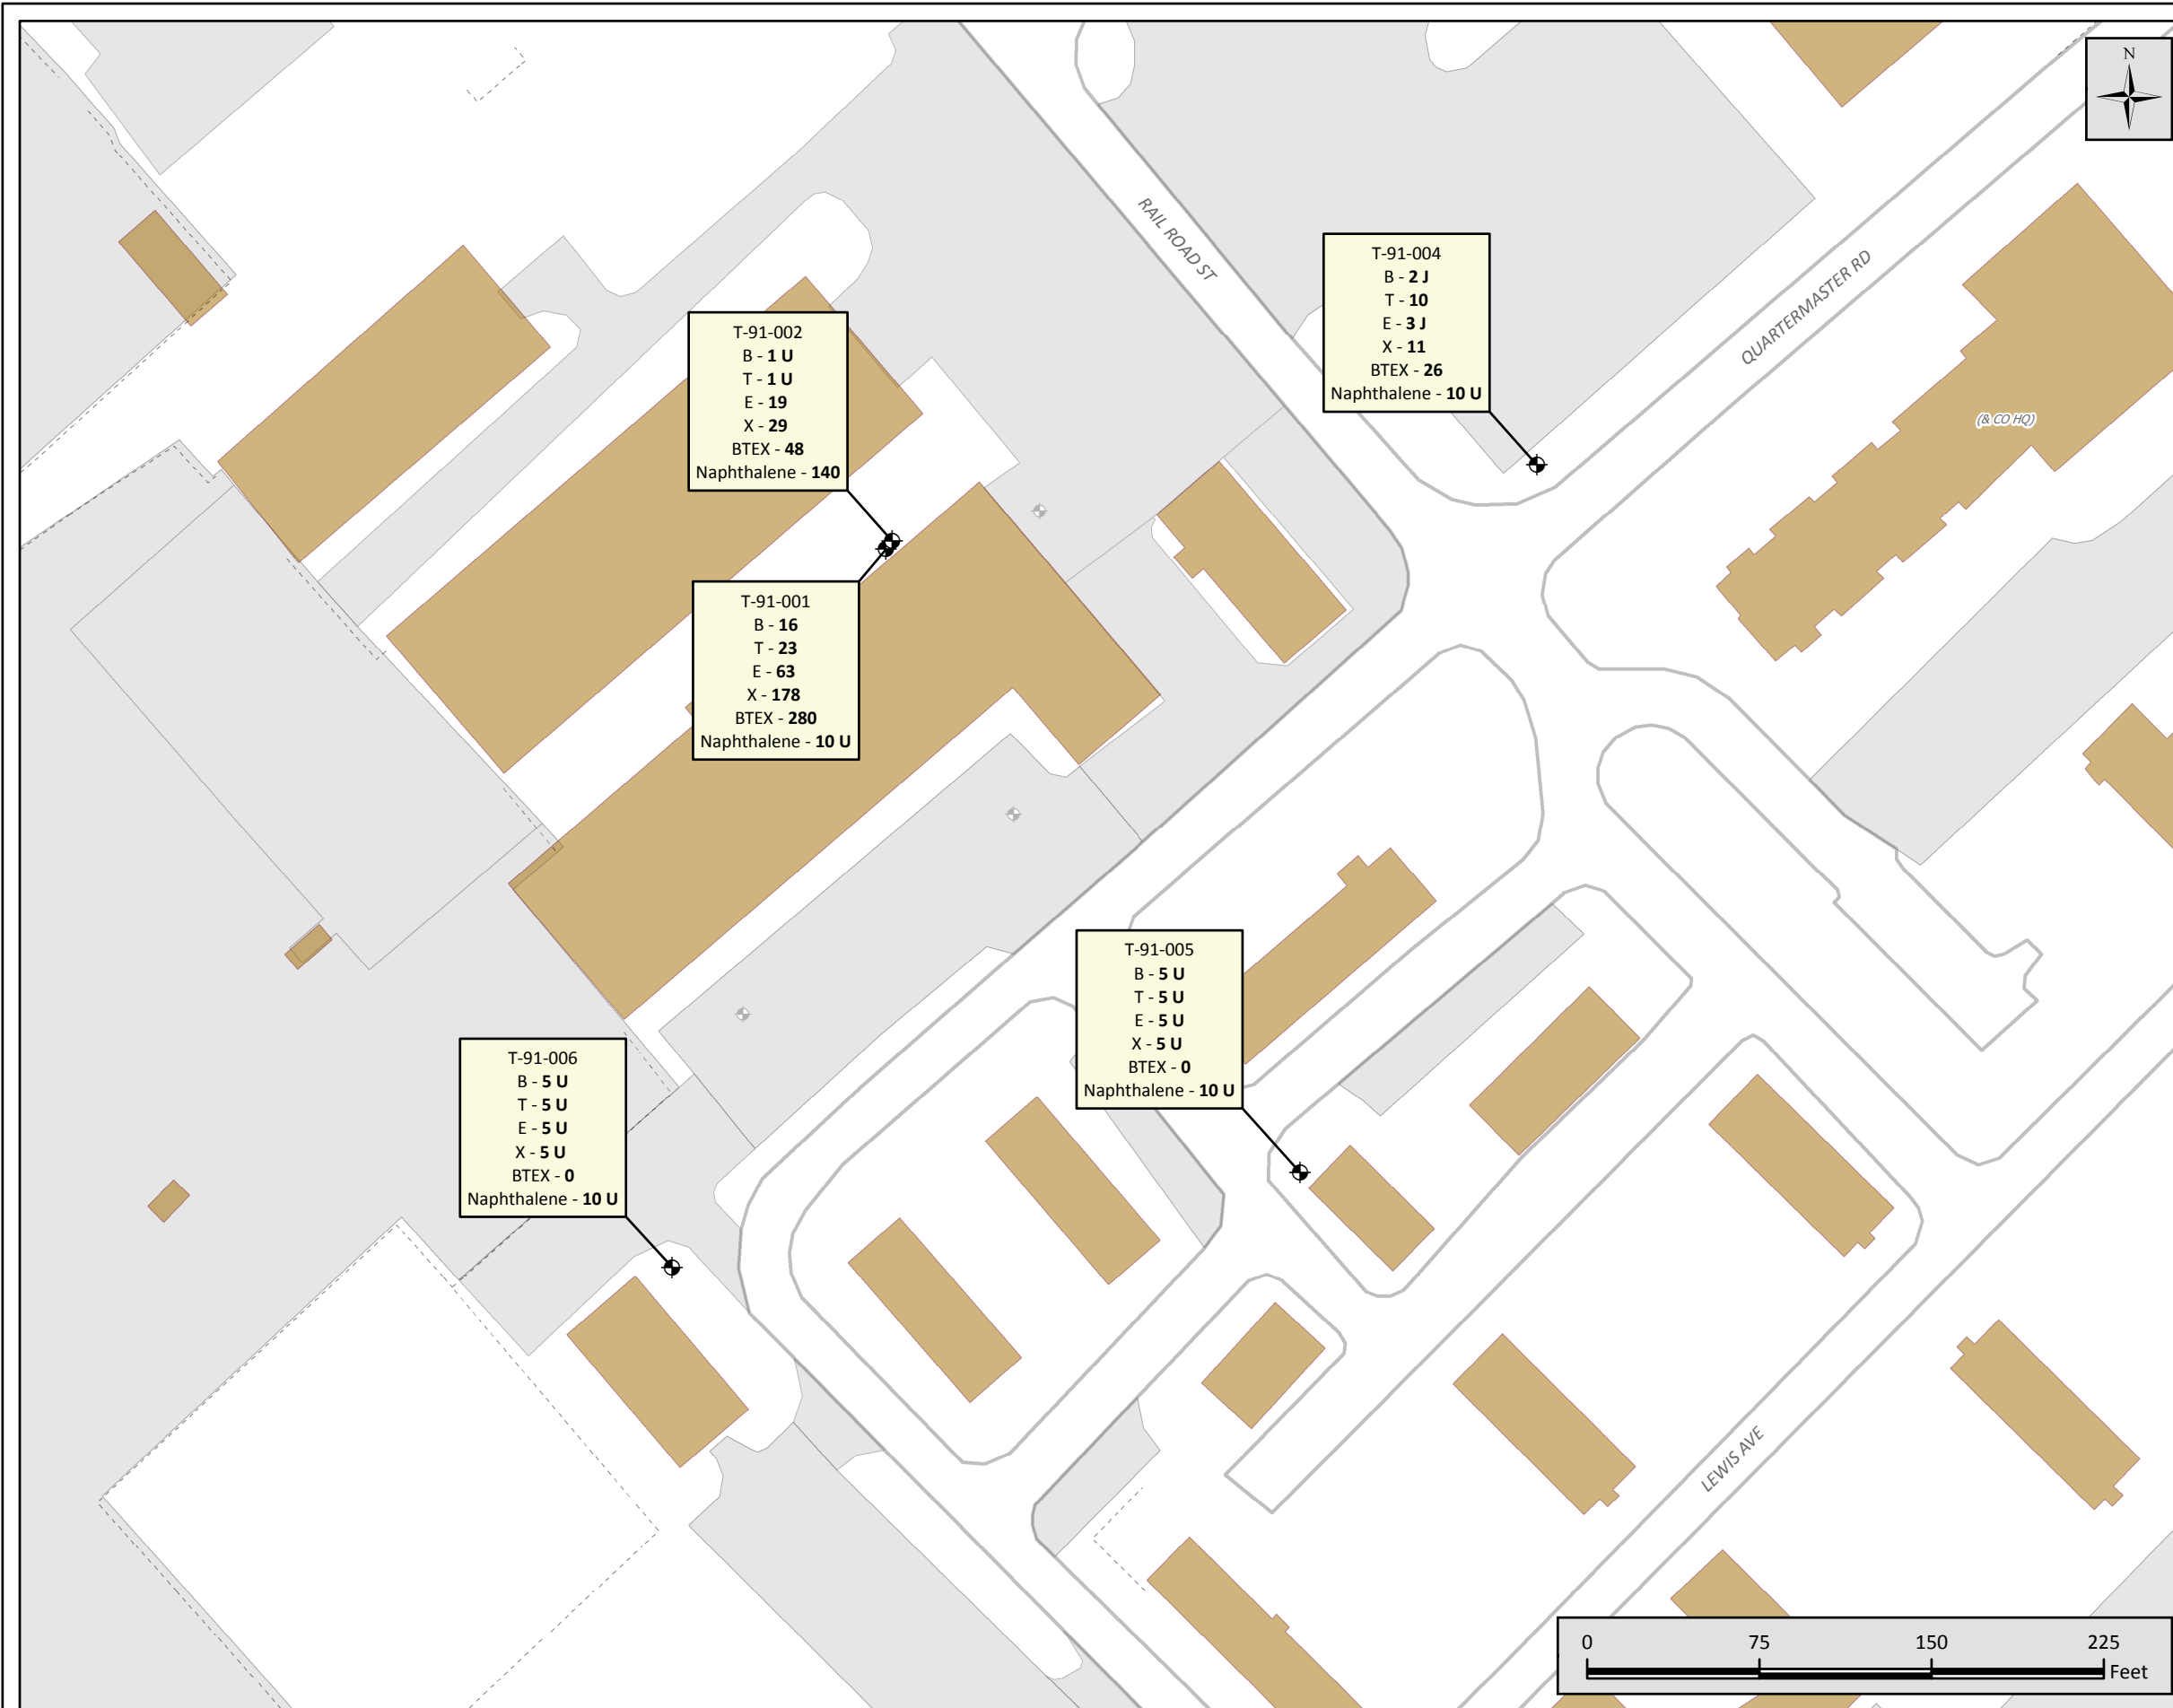 N
RAIL ROAD ST
QUARTERMASTER RD
(& CO HQ)
T-91-004
B - 2 J
T - 10
E - 3 J
X - 11
BTEX - 26
Naphthalene - 10 U
T-91-002
B - 1 U
T - 1 U
E - 19
X - 29
BTEX - 48
Naphthalene - 140
T-91-001
B - 16
T - 23
E - 63
X - 178
BTEX - 280
Naphthalene - 10 U
T-91-005
B - 5 U
T - 5 U
E - 5 U
X - 5 U
BTEX - 0
Naphthalene - 10 U
T-91-006
B - 5 U
T - 5 U
E - 5 U
X - 5 U
BTEX - 0
Naphthalene - 10 U
LEWIS AVE
0 75 150 225
Feet